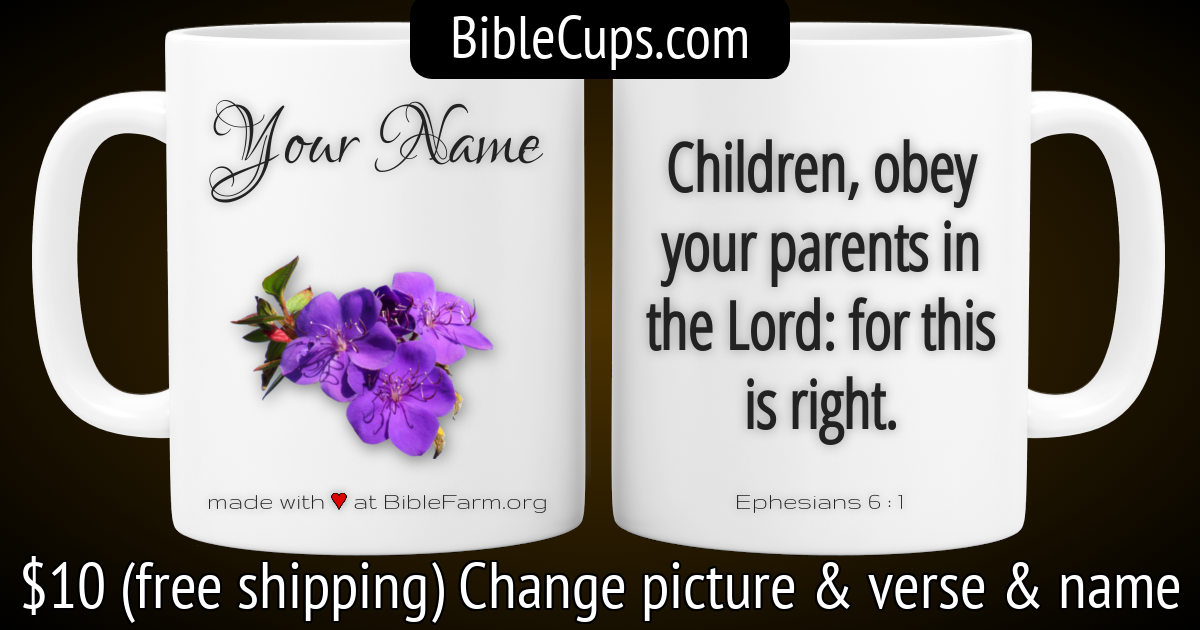 BibleCups.com
Your Name
made with ♥ at BibleFarm.org
Children, obey
your parents in
the Lord: for this
is right.
Ephesians 6 : 1
$10 (free shipping) Change picture & verse & name